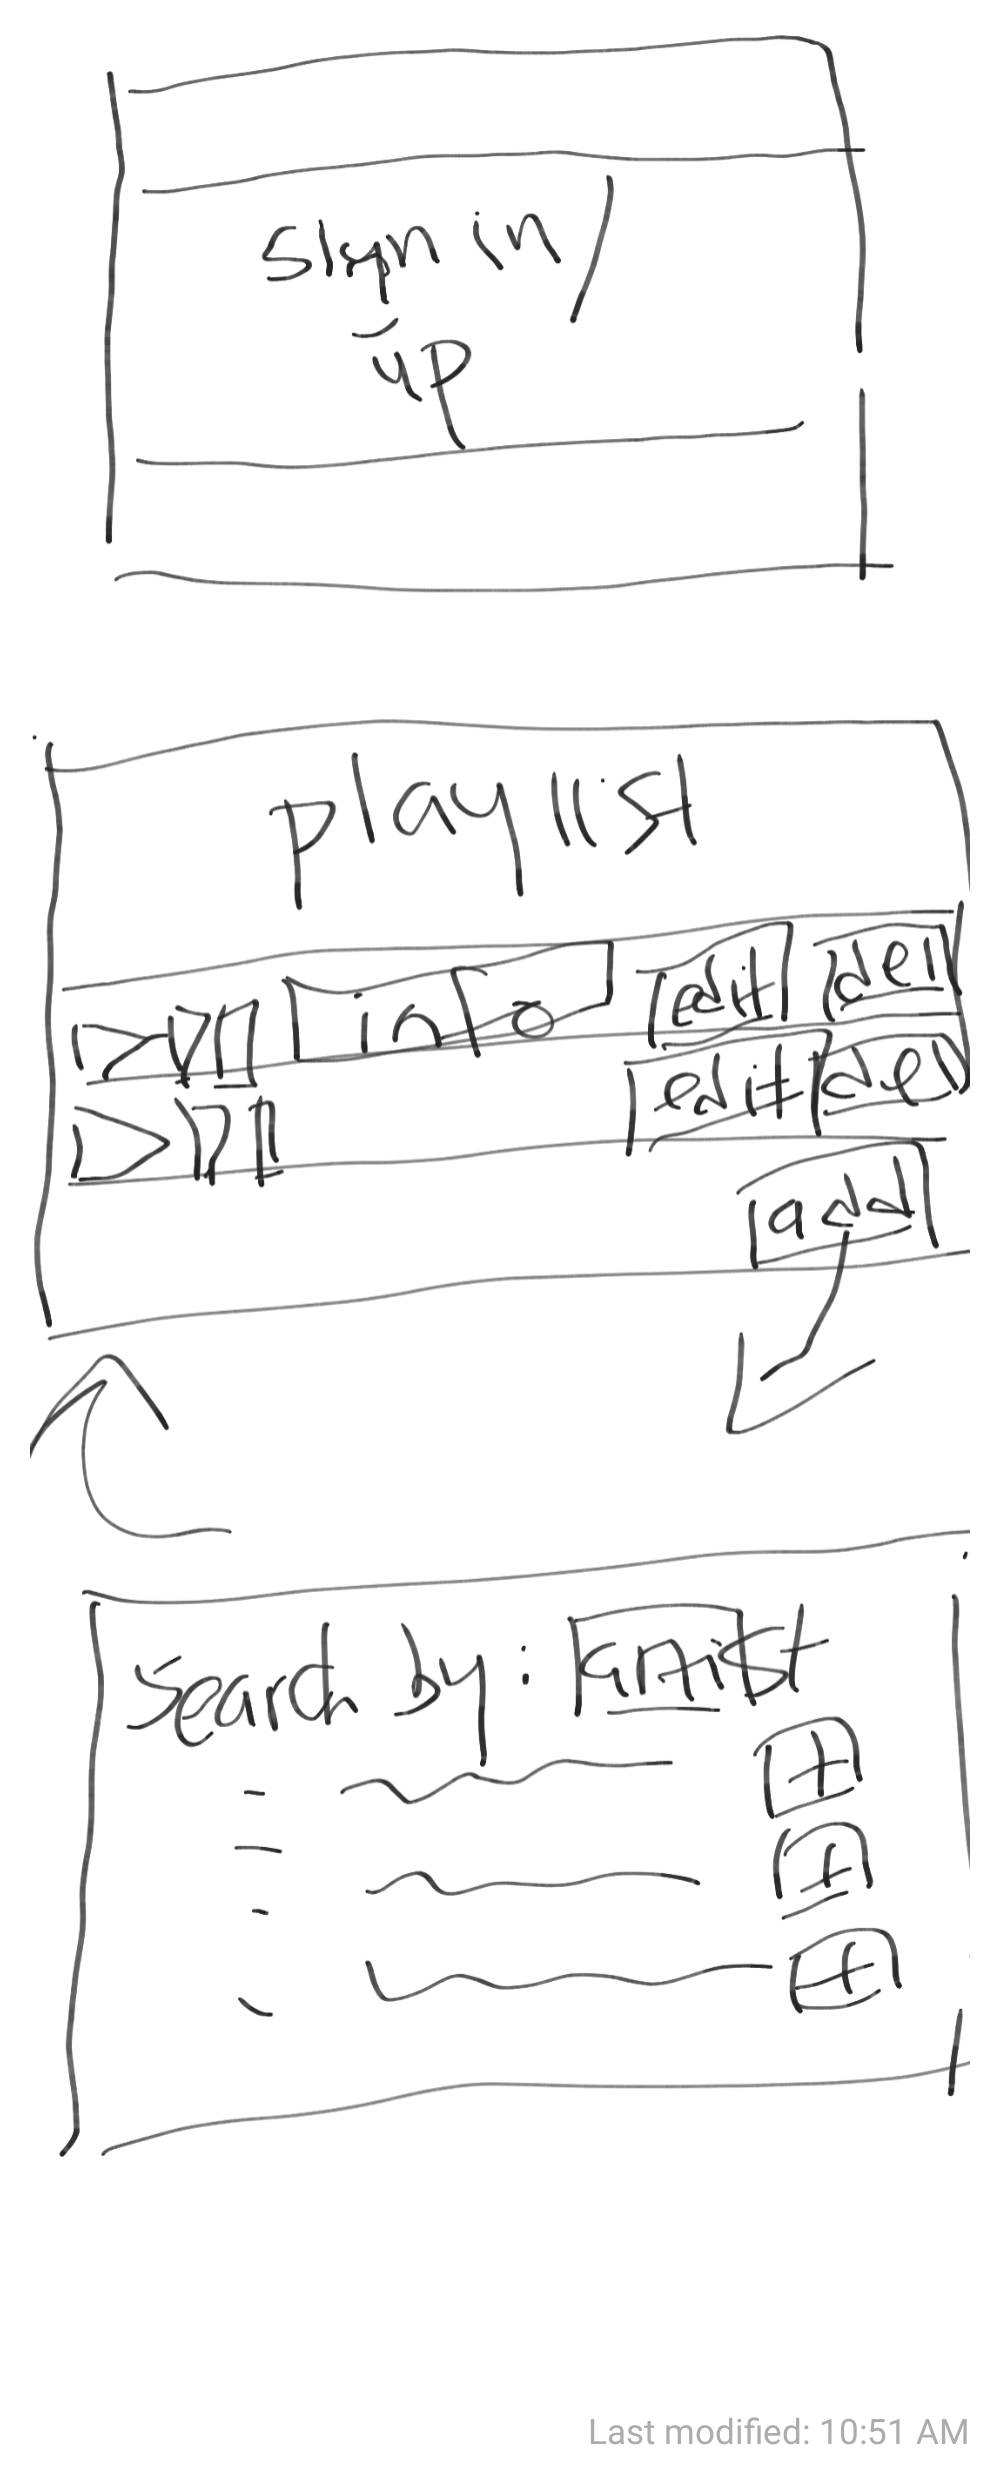 sign in /
up
playlist
info edit del
edit del
add
Search by: artist
+
+
+
Last modified: 10:51 AM